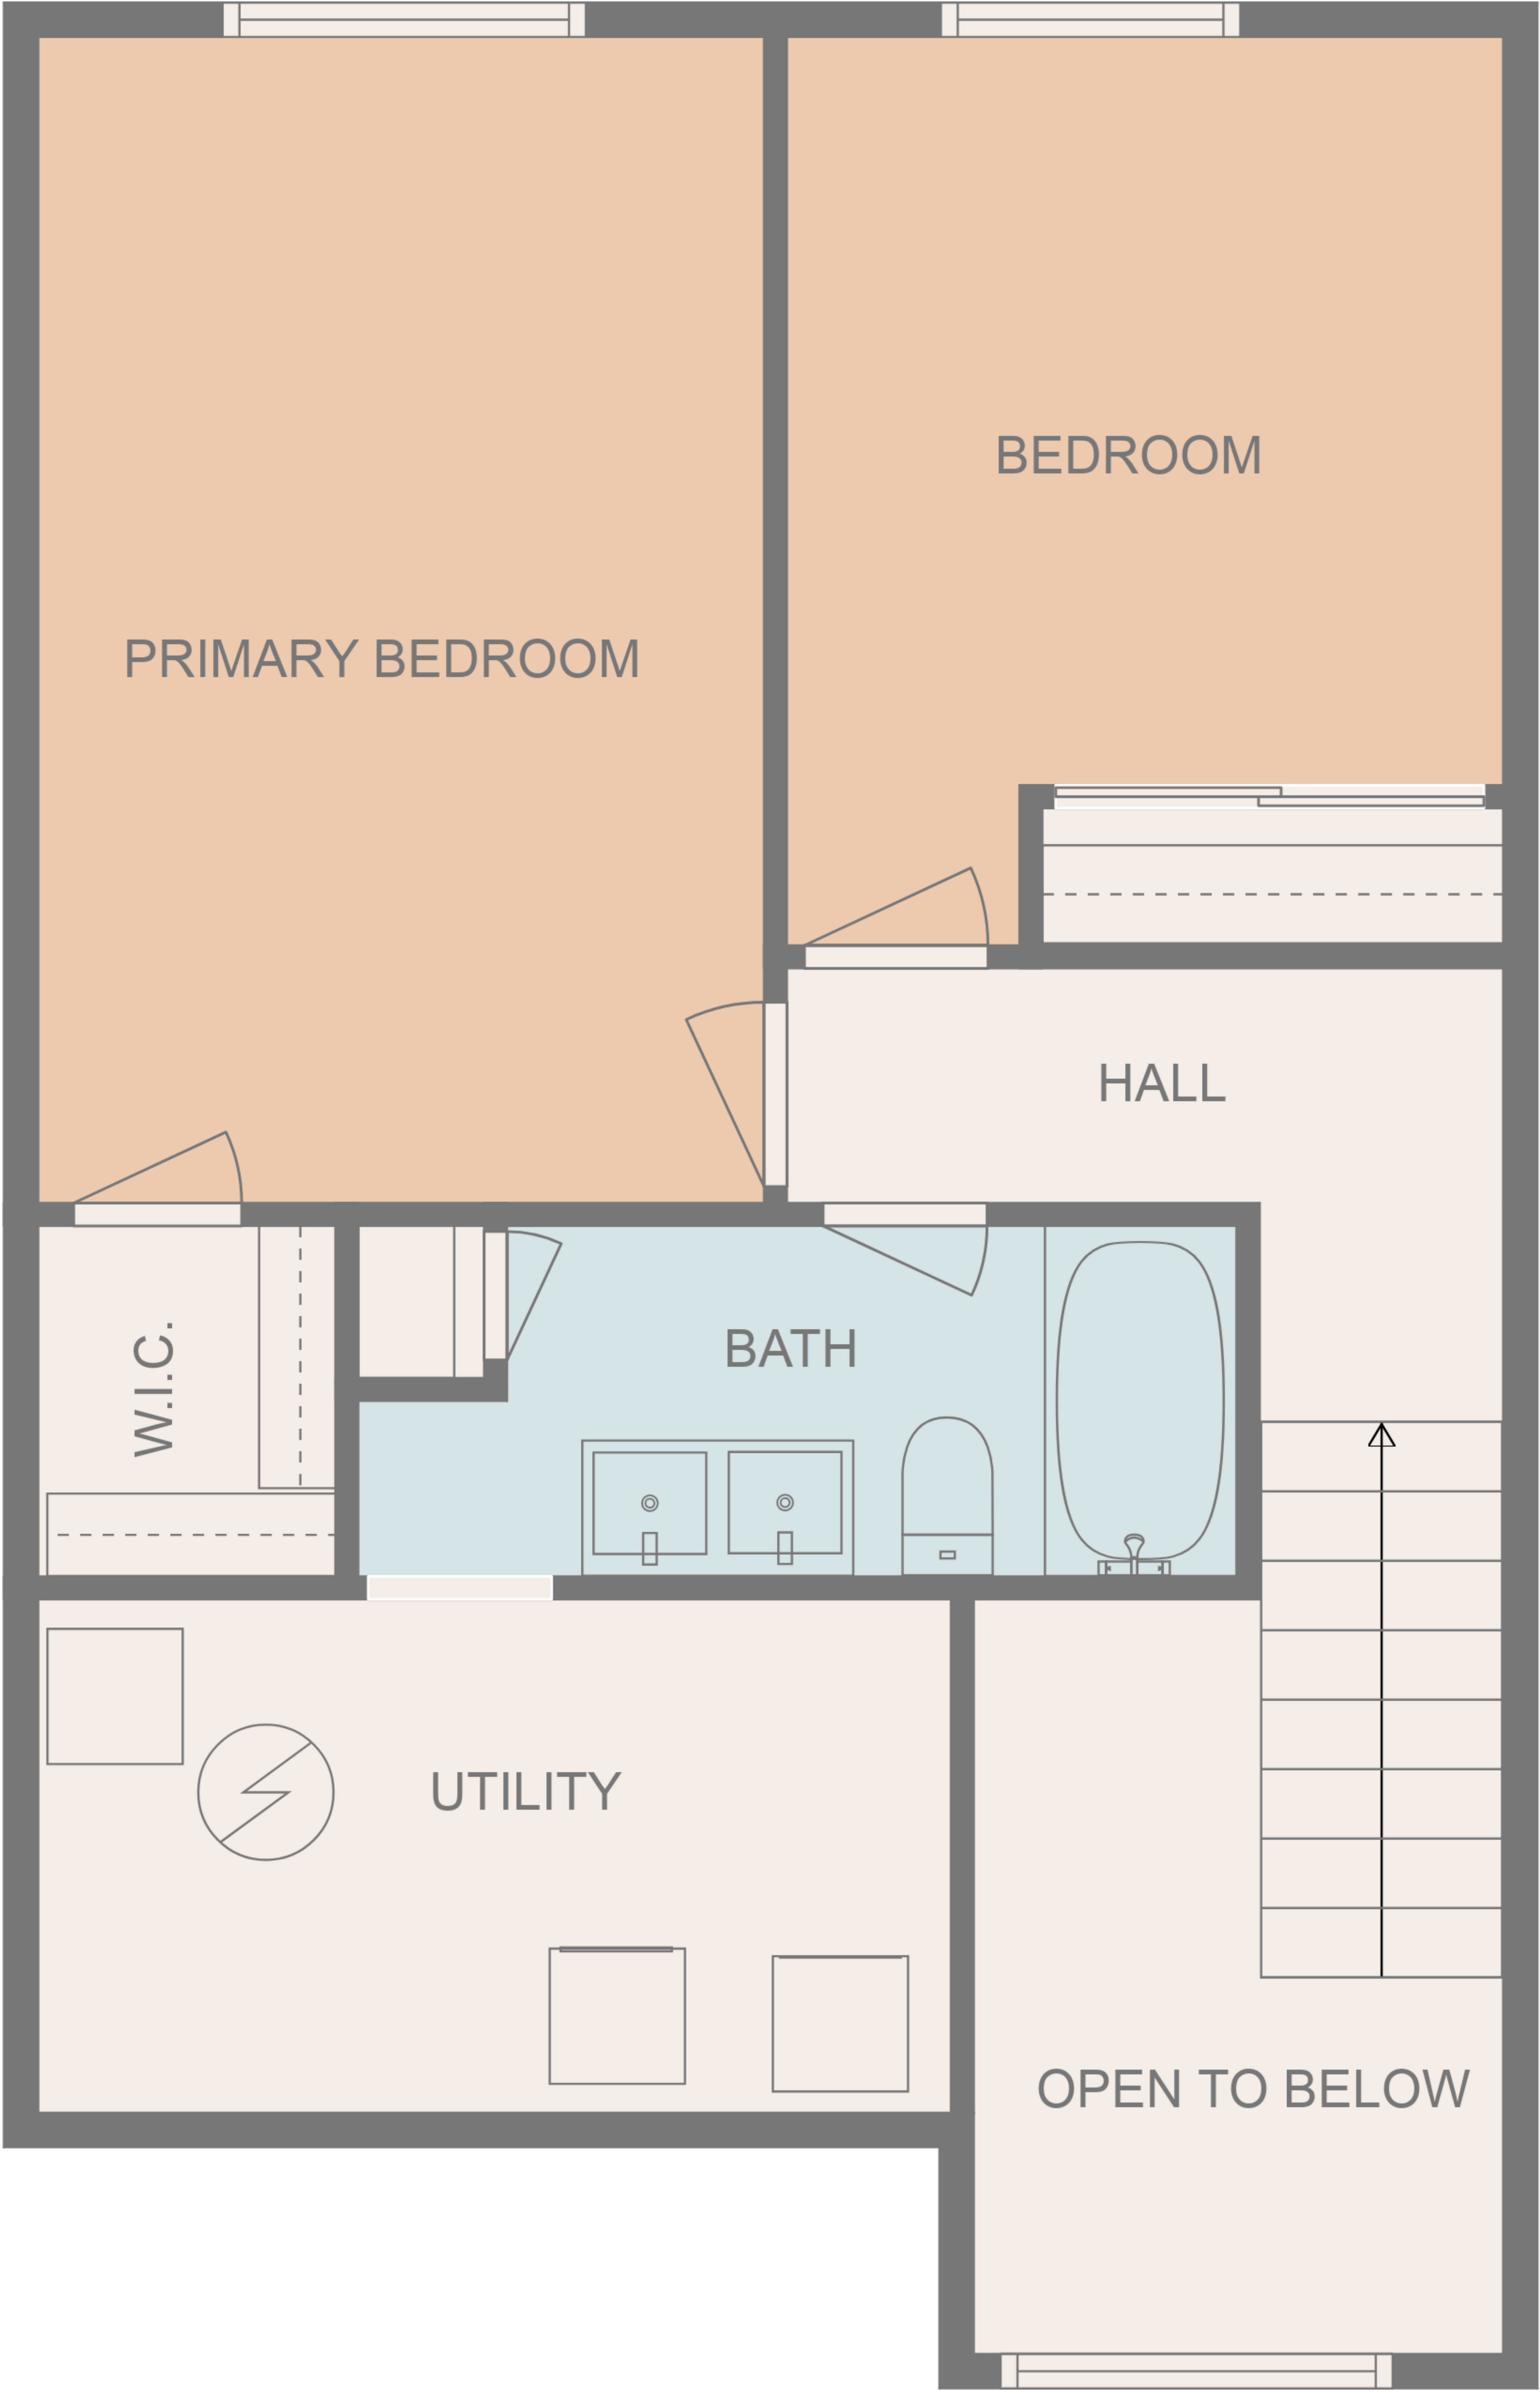 BEDROOM
PRIMARY BEDROOM
HALL
W.I.C.
BATH
UTILITY
OPEN TO BELOW